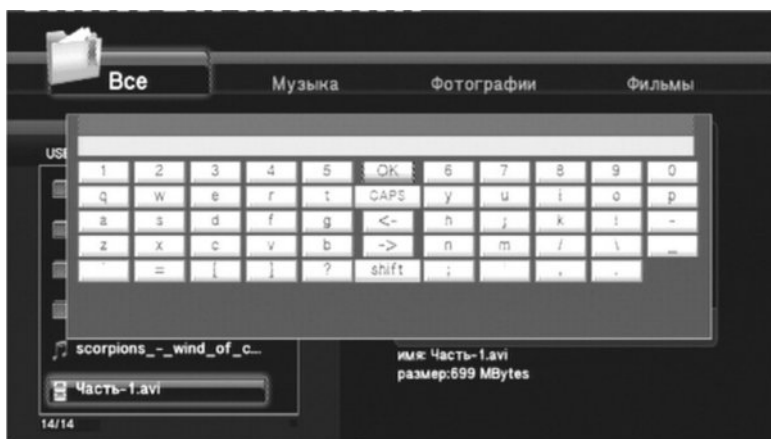 Все Музыка Фотографии Фильмы
USB
1 2 3 4 5 OK 6 7 8 9 0
q w e r t CAPS y u i o p
a s d f g <- h j k l -
z x c v b -> n m / \ _
` = [ ] ? shift ; ' , .
scorpions_-_wind_of_c...
имя: Часть-1.avi
размер:699 MBytes
Часть-1.avi
14/14